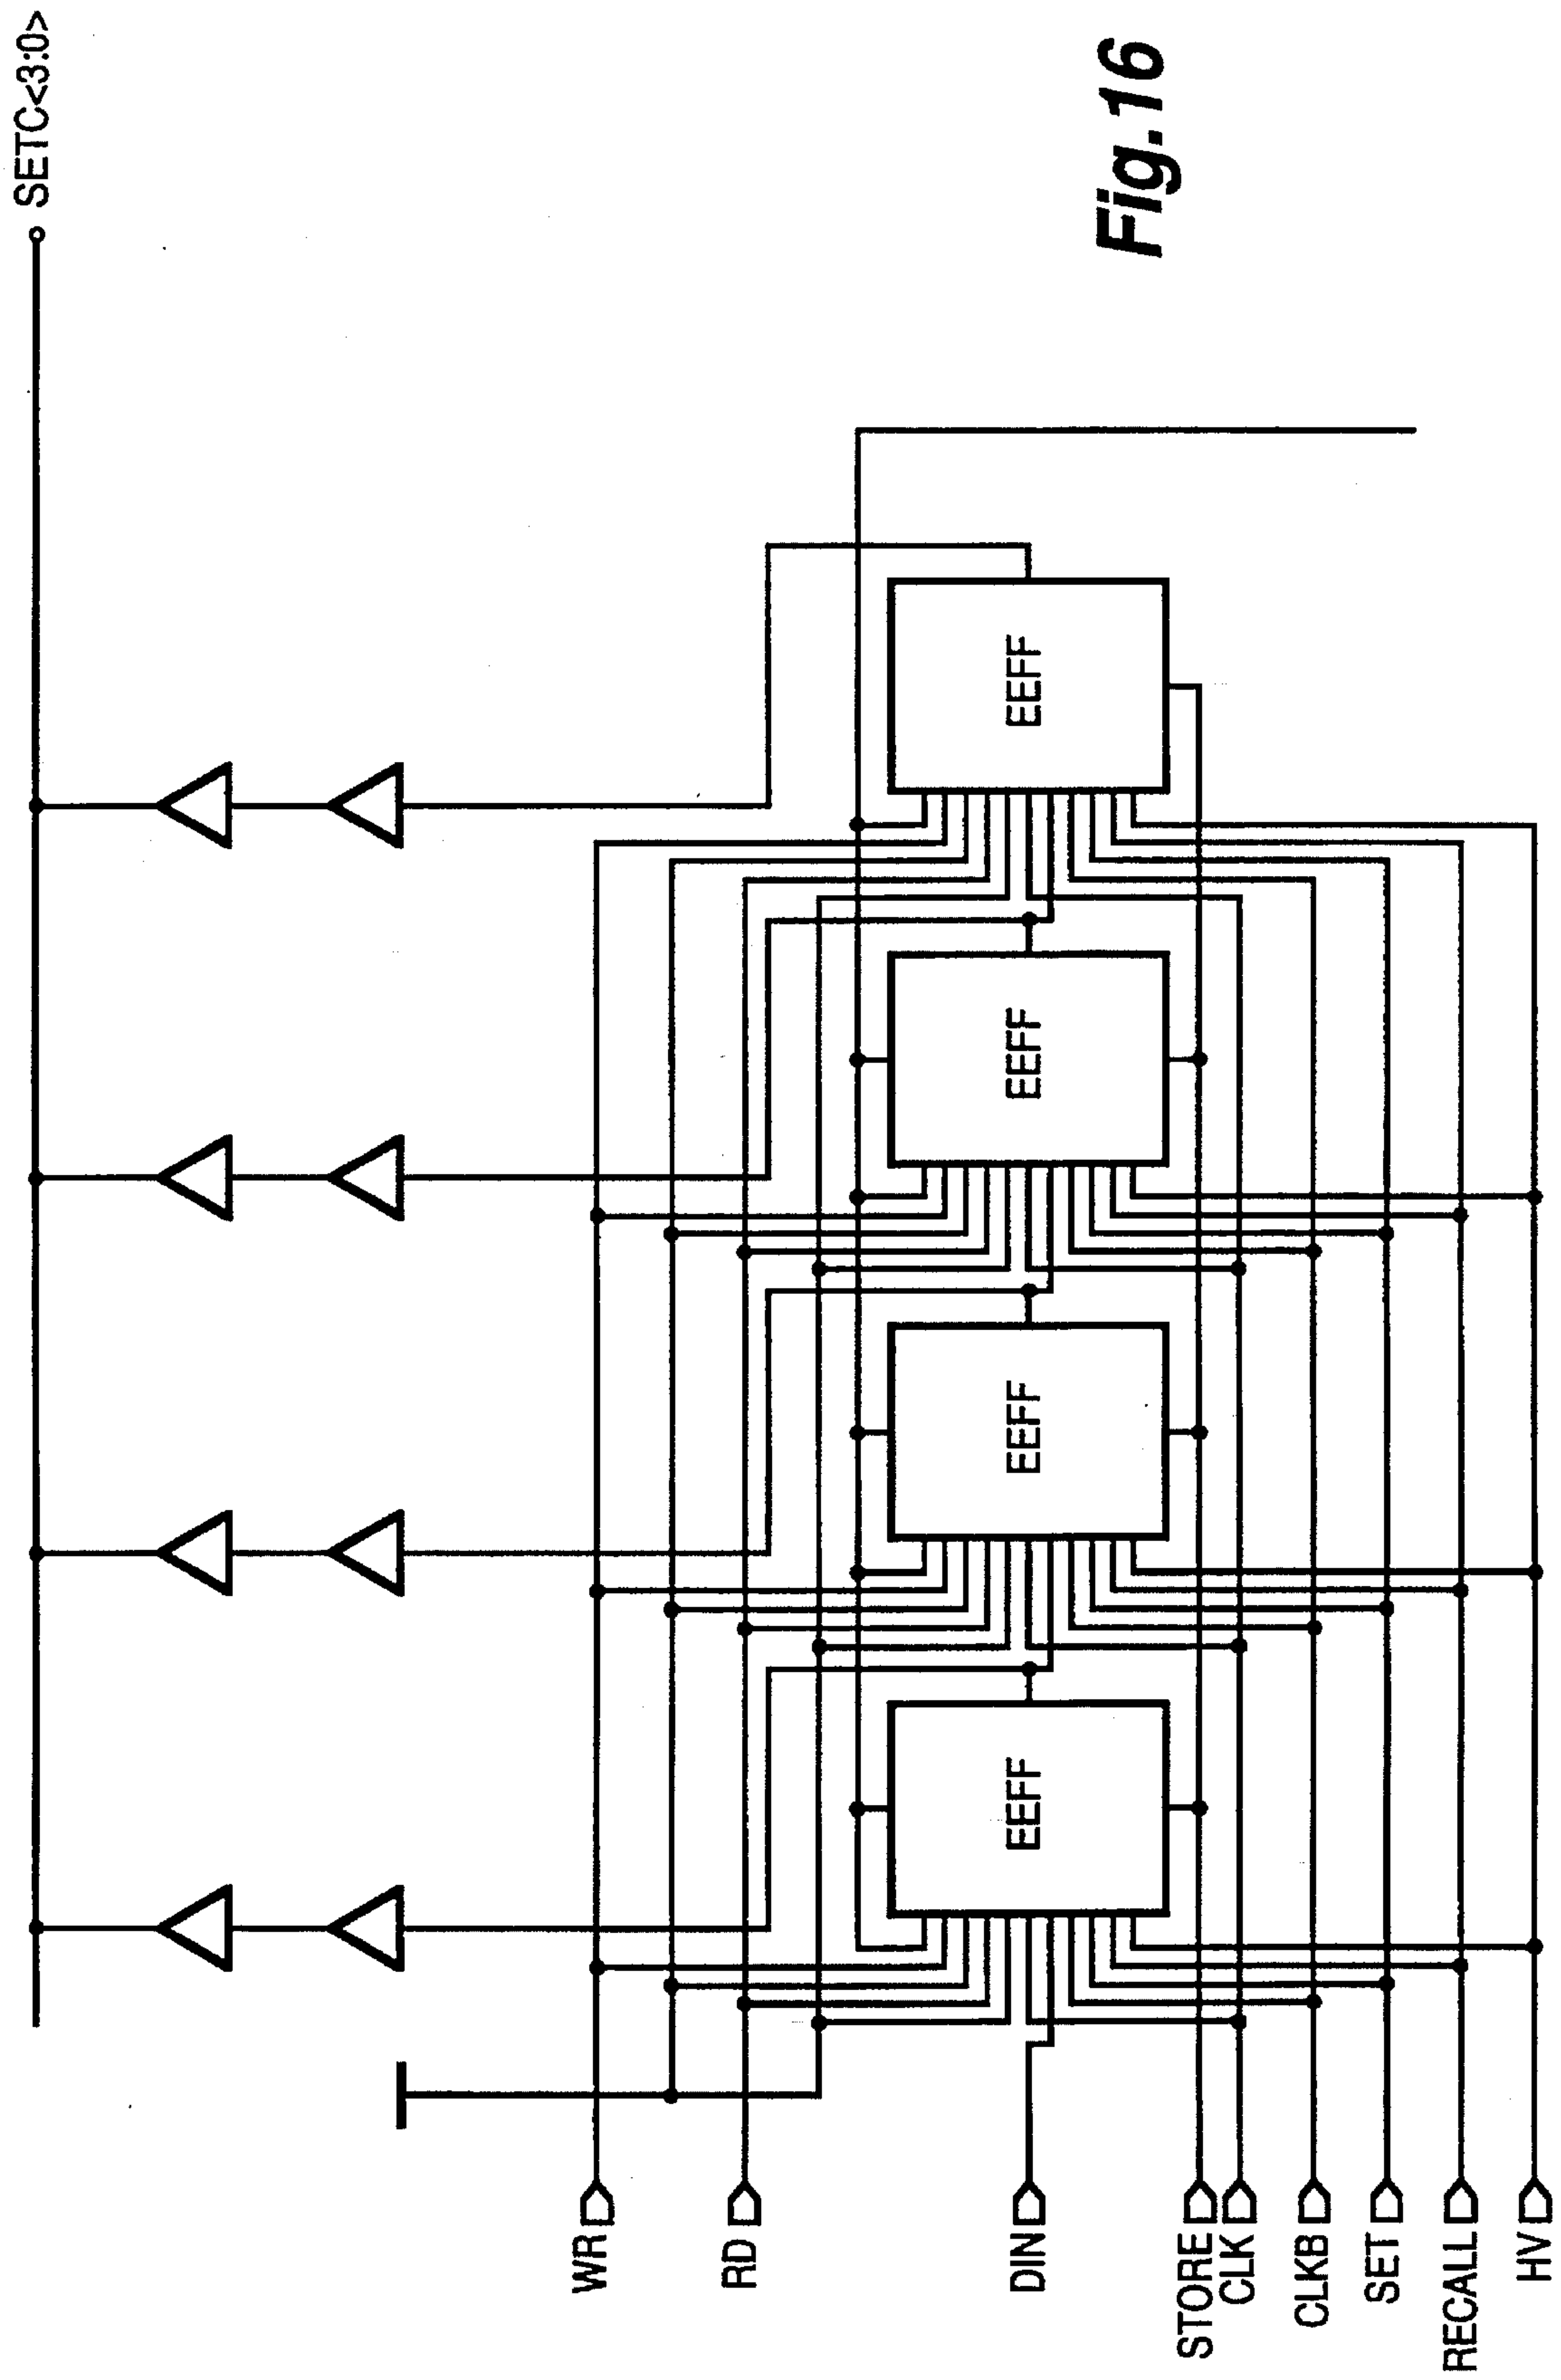 SETC<3:0>
EEFF
EEFF
EEFF
EEFF
WR
RD
DIN
STORE
CLK
CLKB
SET
RECALL
HV
Fig.16